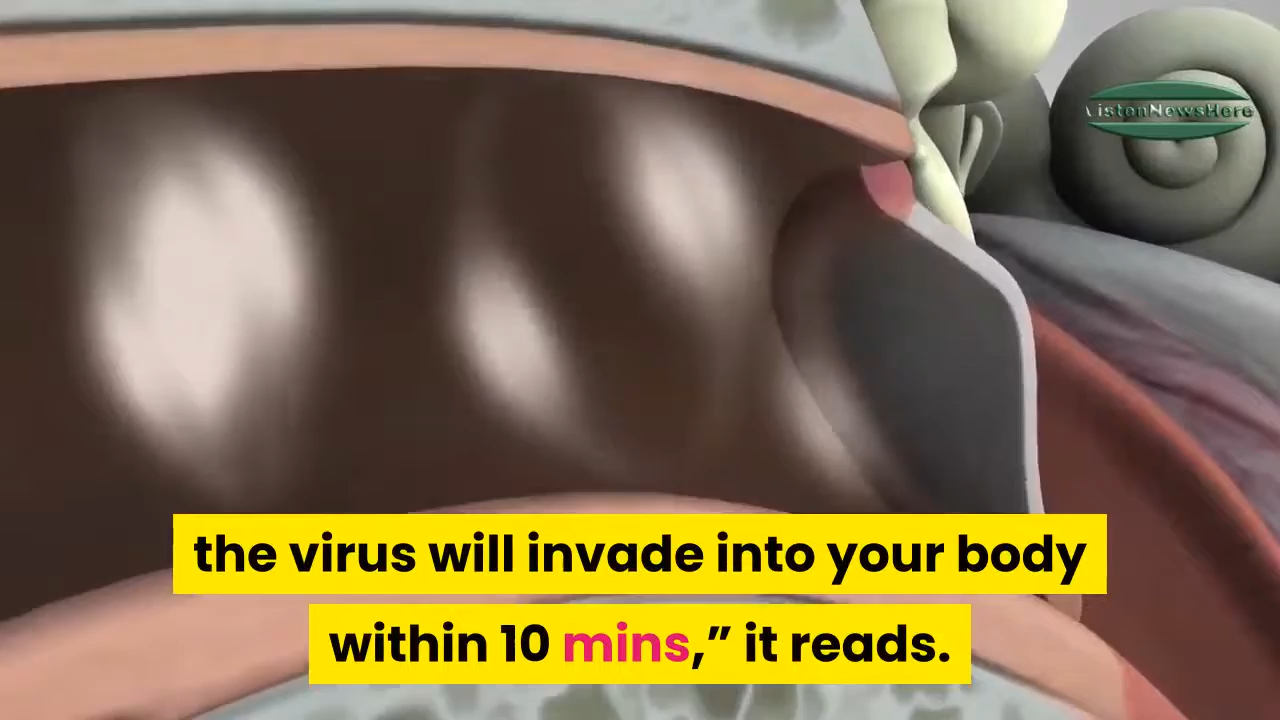 ListenNewsHere
the virus will invade into your body
within 10 mins,” it reads.